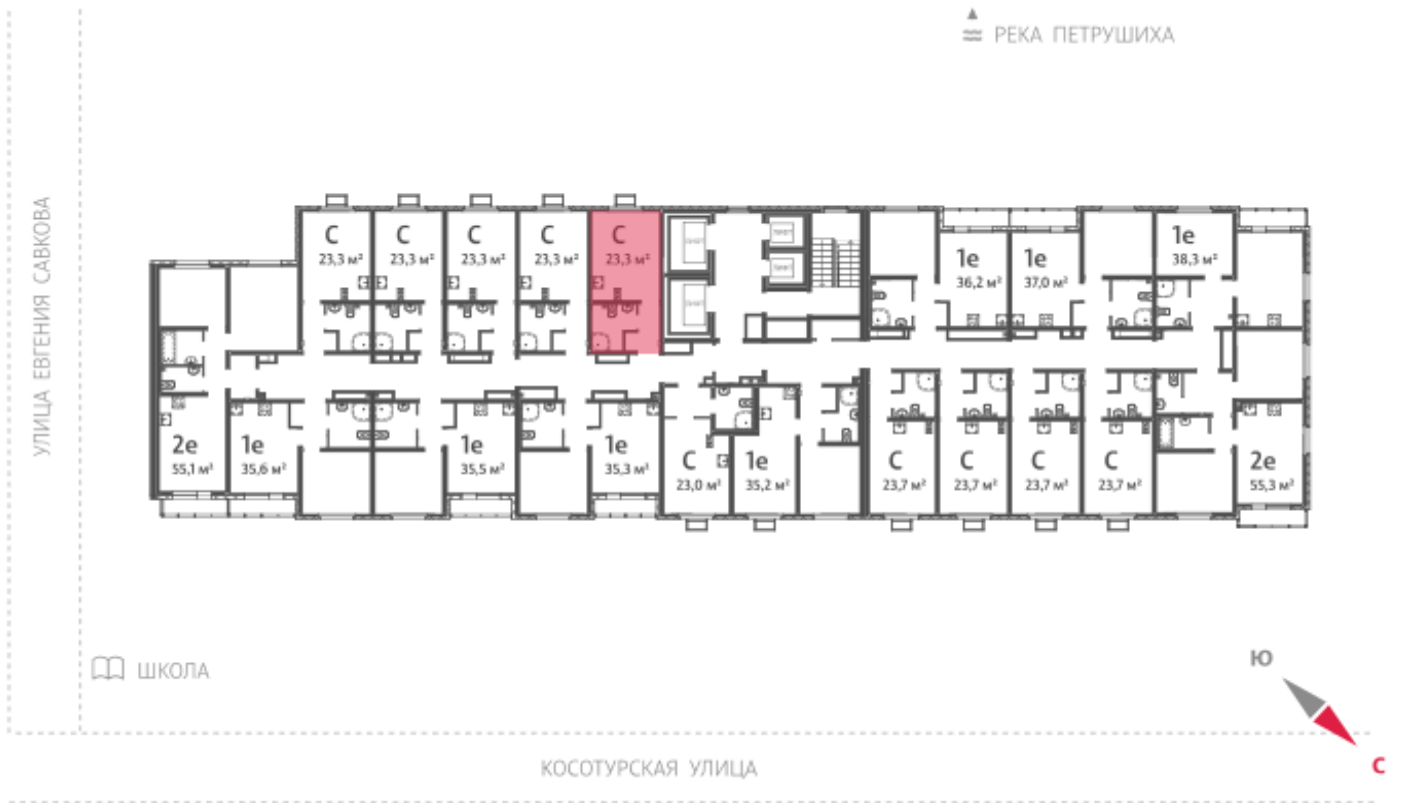 РЕКА ПЕТРУШИХА
УЛИЦА ЕВГЕНИЯ САВКОВА
С
23,3 м²
С
23,3 м²
С
23,3 м²
С
23,3 м²
С
23,3 м²
1е
36,2 м²
1е
37,0 м²
1е
38,3 м²
2е
55,1 м²
1е
35,6 м²
1е
35,5 м²
1е
35,3 м²
С
23,0 м²
1е
35,2 м²
С
23,7 м²
С
23,7 м²
С
23,7 м²
С
23,7 м²
2е
55,3 м²
ШКОЛА
Ю
С
КОСОТУРСКАЯ УЛИЦА